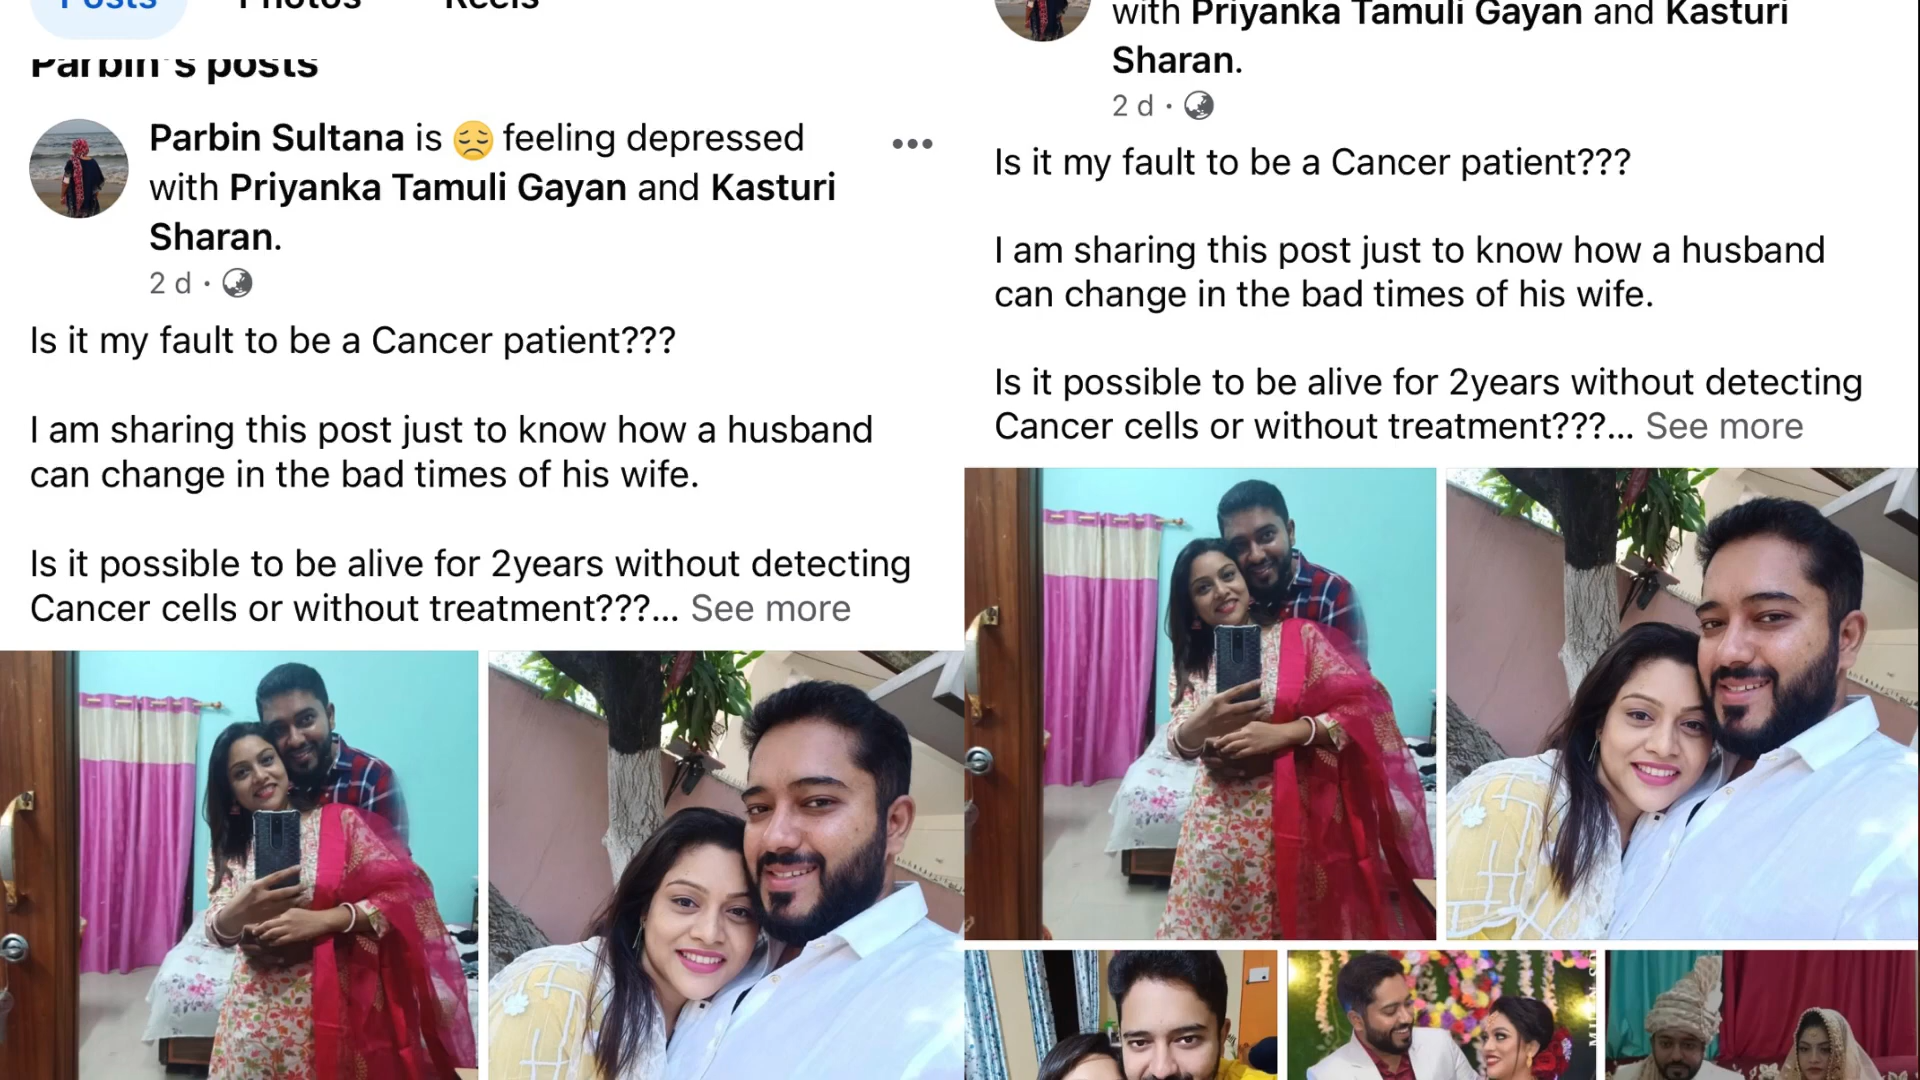 Posts Photos Reels
Parbin's posts
Parbin Sultana is 😞 feeling depressed
with Priyanka Tamuli Gayan and Kasturi
Sharan.
2 d ·
Is it my fault to be a Cancer patient???
I am sharing this post just to know how a husband
can change in the bad times of his wife.
Is it possible to be alive for 2years without detecting
Cancer cells or without treatment???... See more
with Priyanka Tamuli Gayan and Kasturi
Sharan.
2 d ·
Is it my fault to be a Cancer patient???
I am sharing this post just to know how a husband
can change in the bad times of his wife.
Is it possible to be alive for 2years without detecting
Cancer cells or without treatment???... See more